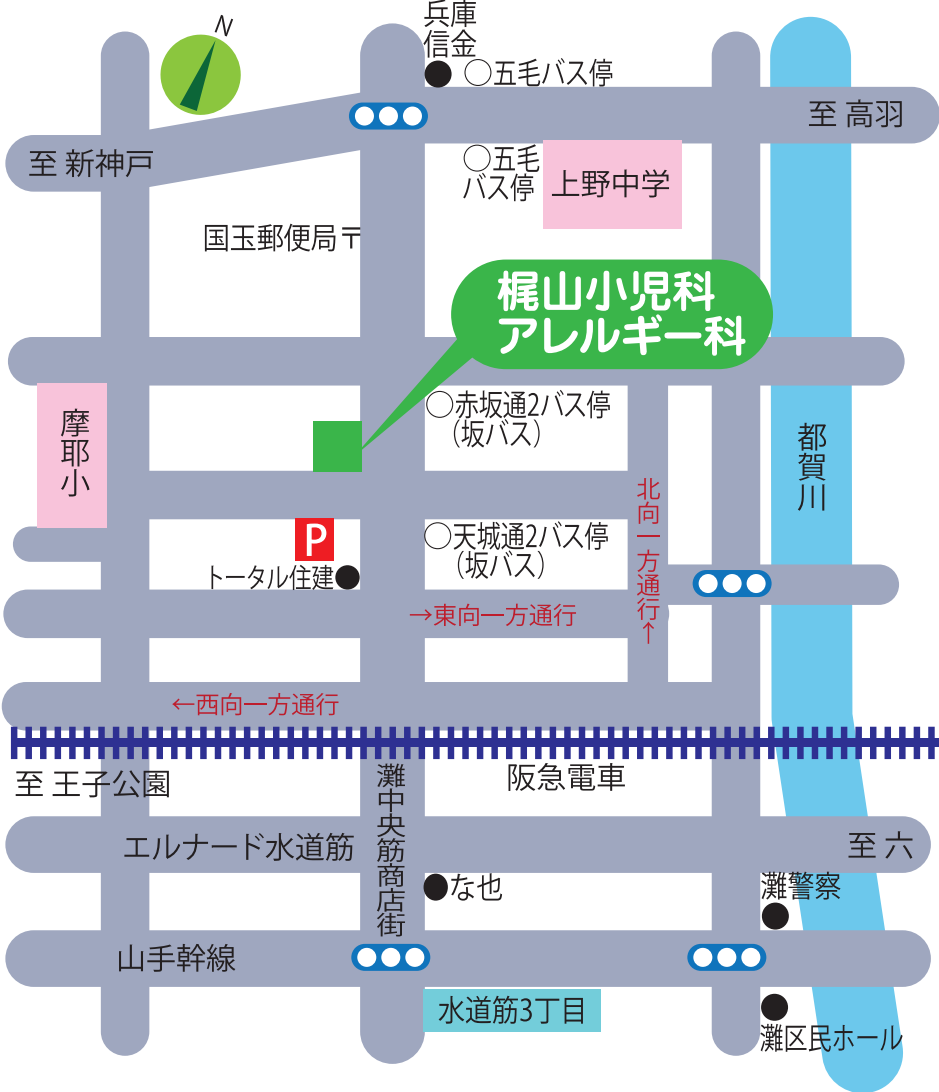 N
兵庫
信金
○五毛バス停
至 高羽
至 新神戸
○五毛
バス停
上野中学
国玉郵便局〒
梶山小児科
アレルギー科
○赤坂通2バス停
(坂バス)
摩耶小
都賀川
北向一方通行←
P
○天城通2バス停
(坂バス)
トータル住建●
→東向一方通行
←西向一方通行
至 王子公園
阪急電車
灘中央筋商店街
エルナード水道筋
至 六
●な也
灘警察
山手幹線
水道筋3丁目
灘区民ホール